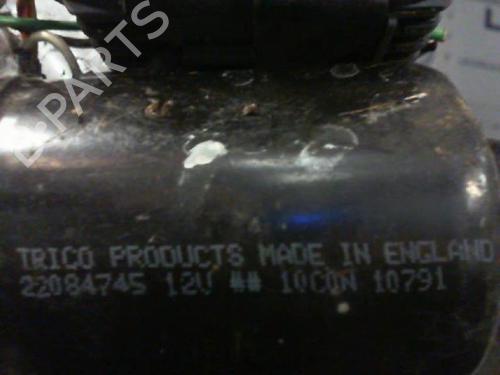 B-PARTS
TRICO PRODUCTS MADE IN ENGLAND
22084745 12V ## 10CON 10791